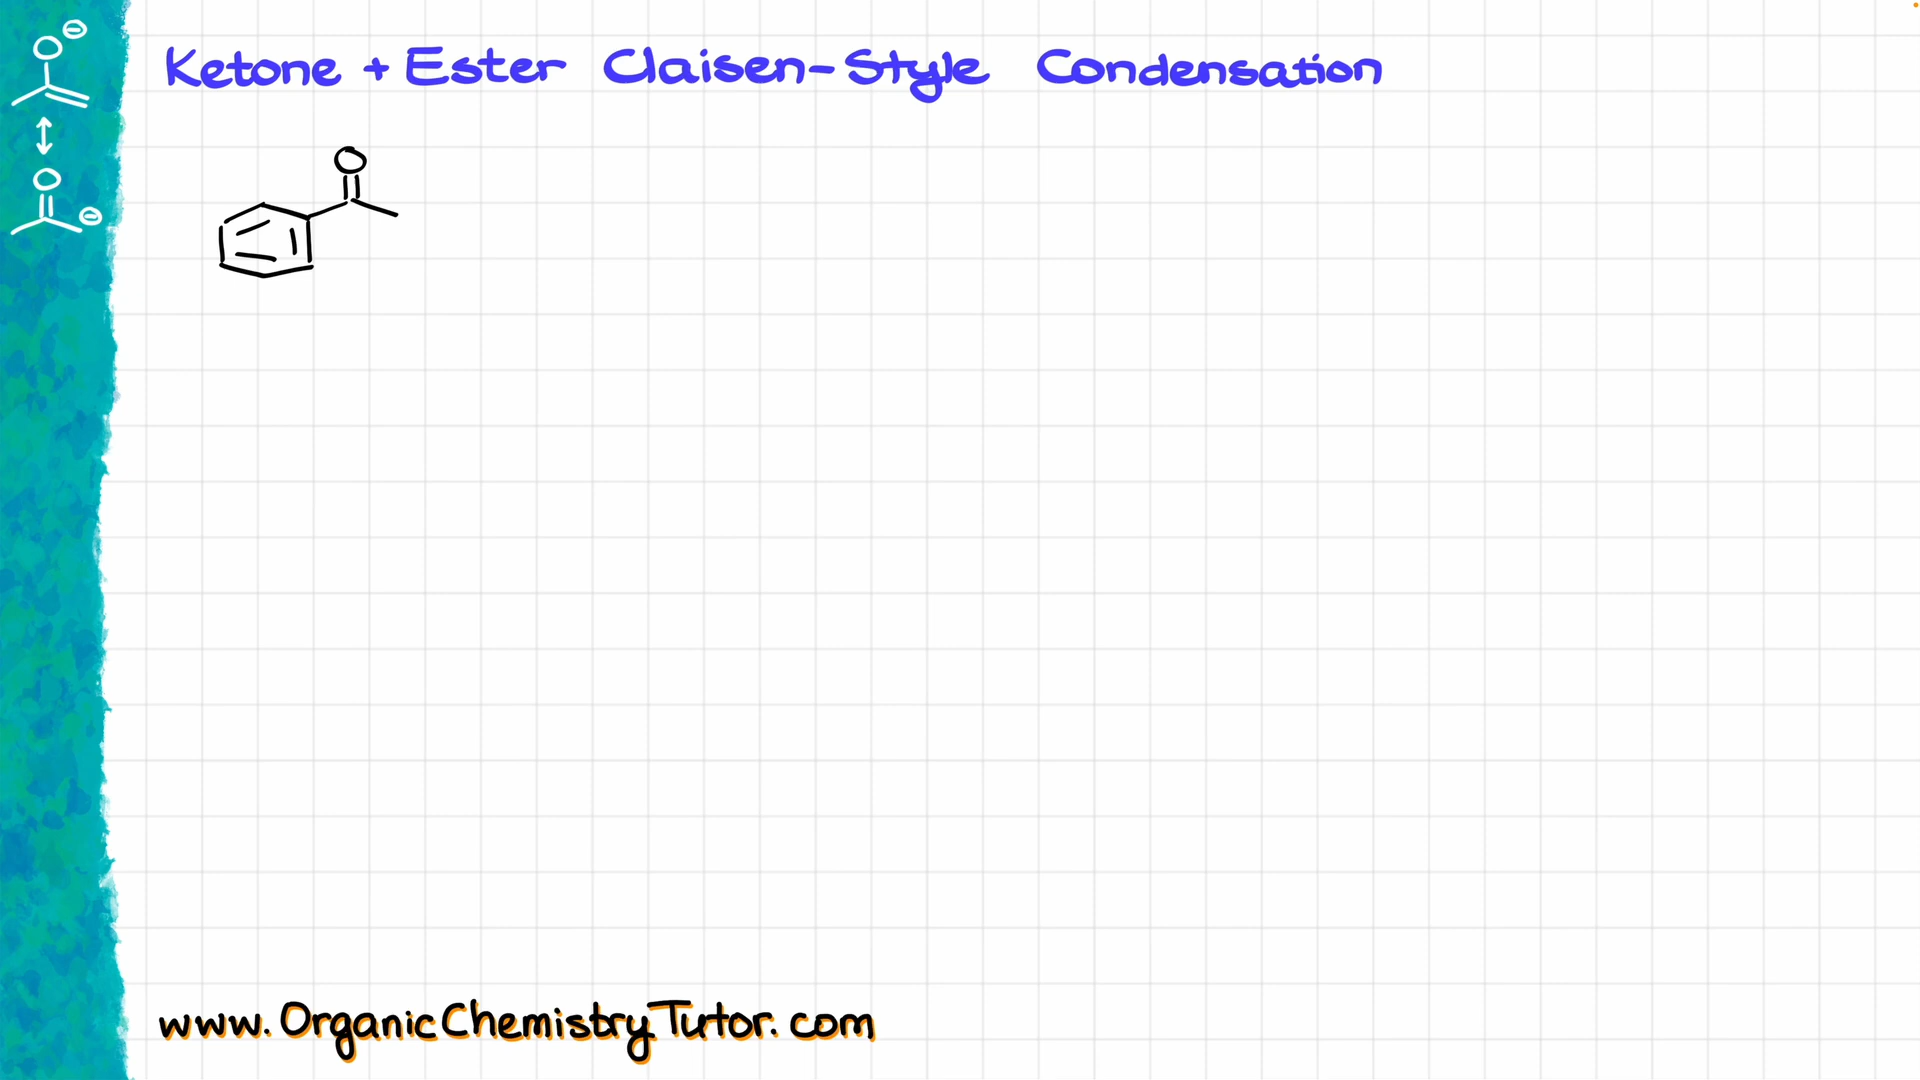 Ketone + Ester Claisen-Style Condensation
O
⊖
O
O
⊖
www.OrganicChemistryTutor.com